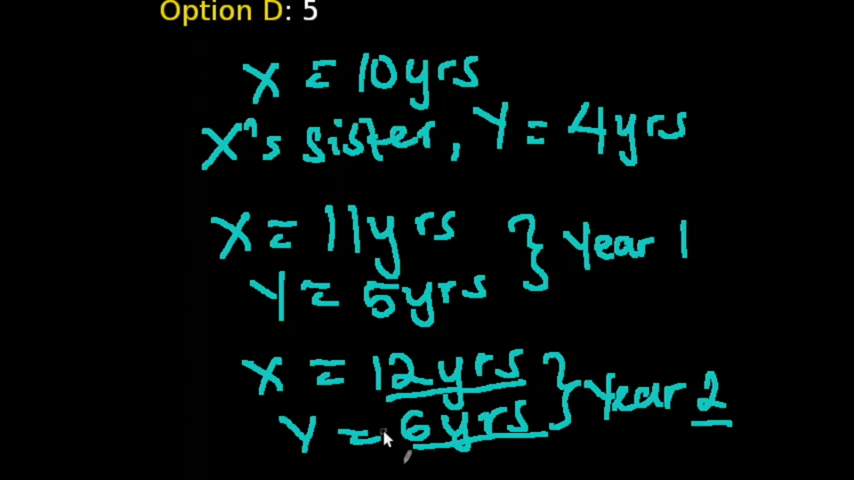 Option D: 5
X = 10yrs
X's sister, Y = 4yrs
X = 11yrs
Y = 5yrs } Year 1
X = 12yrs
Y = 6yrs } Year 2